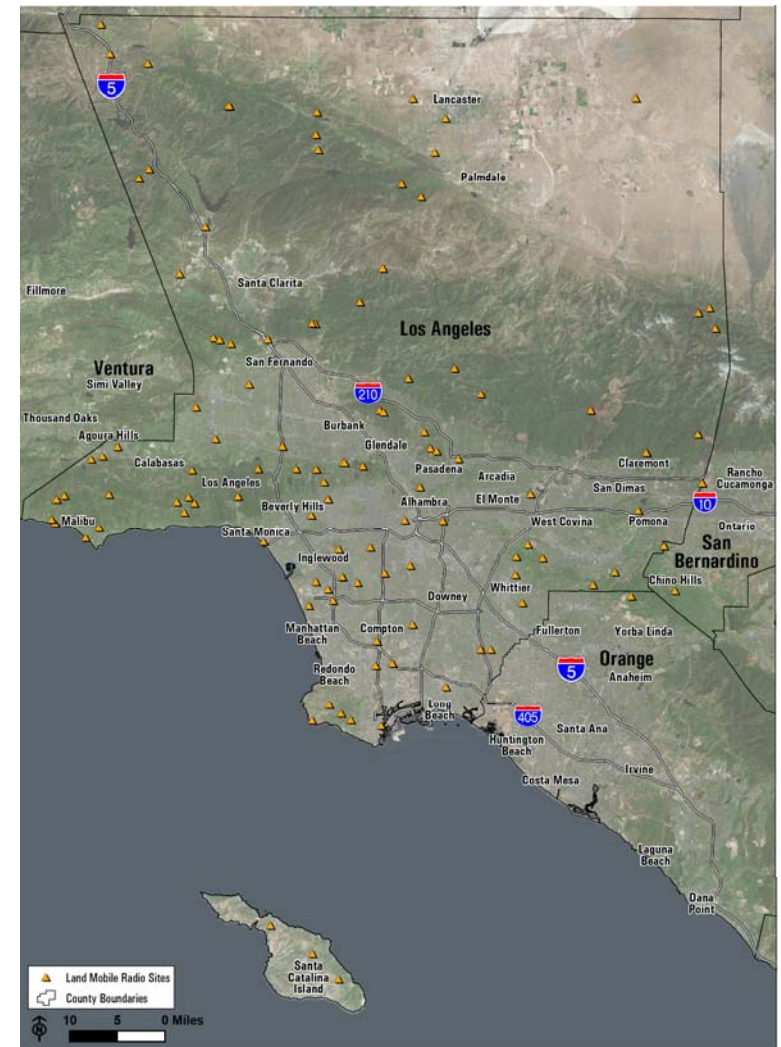 5
Lancaster
Palmdale
Santa Clarita
Fillmore
Los Angeles
Ventura
Simi Valley
San Fernando
210
Thousand Oaks
Burbank
Agoura Hills
Glendale
Calabasas
Pasadena
Claremont
Los Angeles
Arcadia
Rancho
Cucamonga
San Dimas
Beverly Hills
Alhambra
El Monte
10
Malibu
West Covina
Pomona
Ontario
Santa Monica
San
Bernardino
Inglewood
Chino Hills
Whittier
Downey
Manhattan
Beach
Compton
Fullerton
Yorba Linda
Orange
Redondo
Beach
5
Anaheim
Long
Beach
405
Santa Ana
Huntington
Beach
Irvine
Costa Mesa
Laguna
Beach
Dana
Point
Santa
Catalina
Island
Land Mobile Radio Sites
County Boundaries
10 5 0 Miles
N